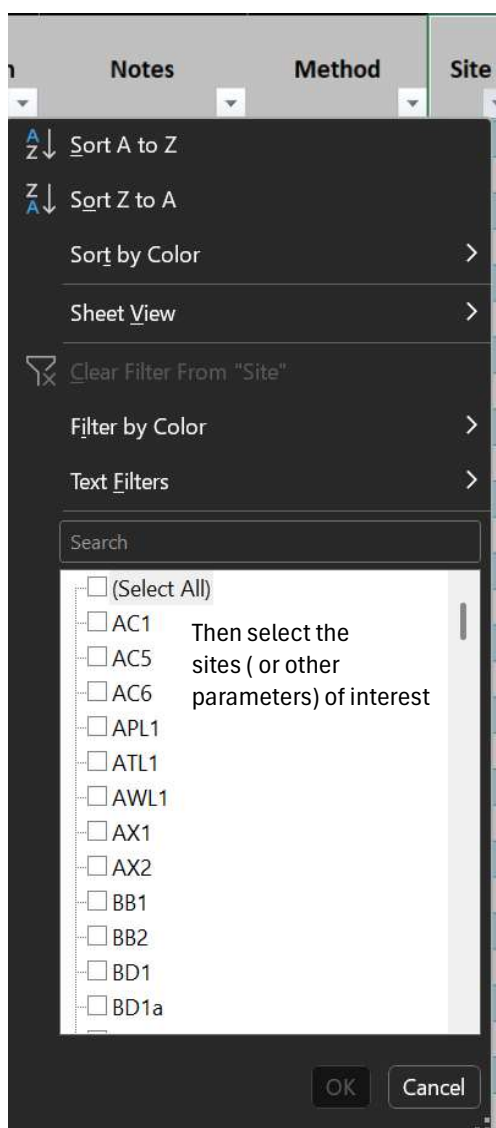 n Notes Method Site
Sort A to Z
Sort Z to A
Sort by Color
Sheet View
Clear Filter From "Site"
Filter by Color
Text Filters
Search
(Select All)
AC1
AC5
AC6
Then select the
sites ( or other
parameters) of interest
APL1
ATL1
AWL1
AX1
AX2
BB1
BB2
BD1
BD1a
OK Cancel